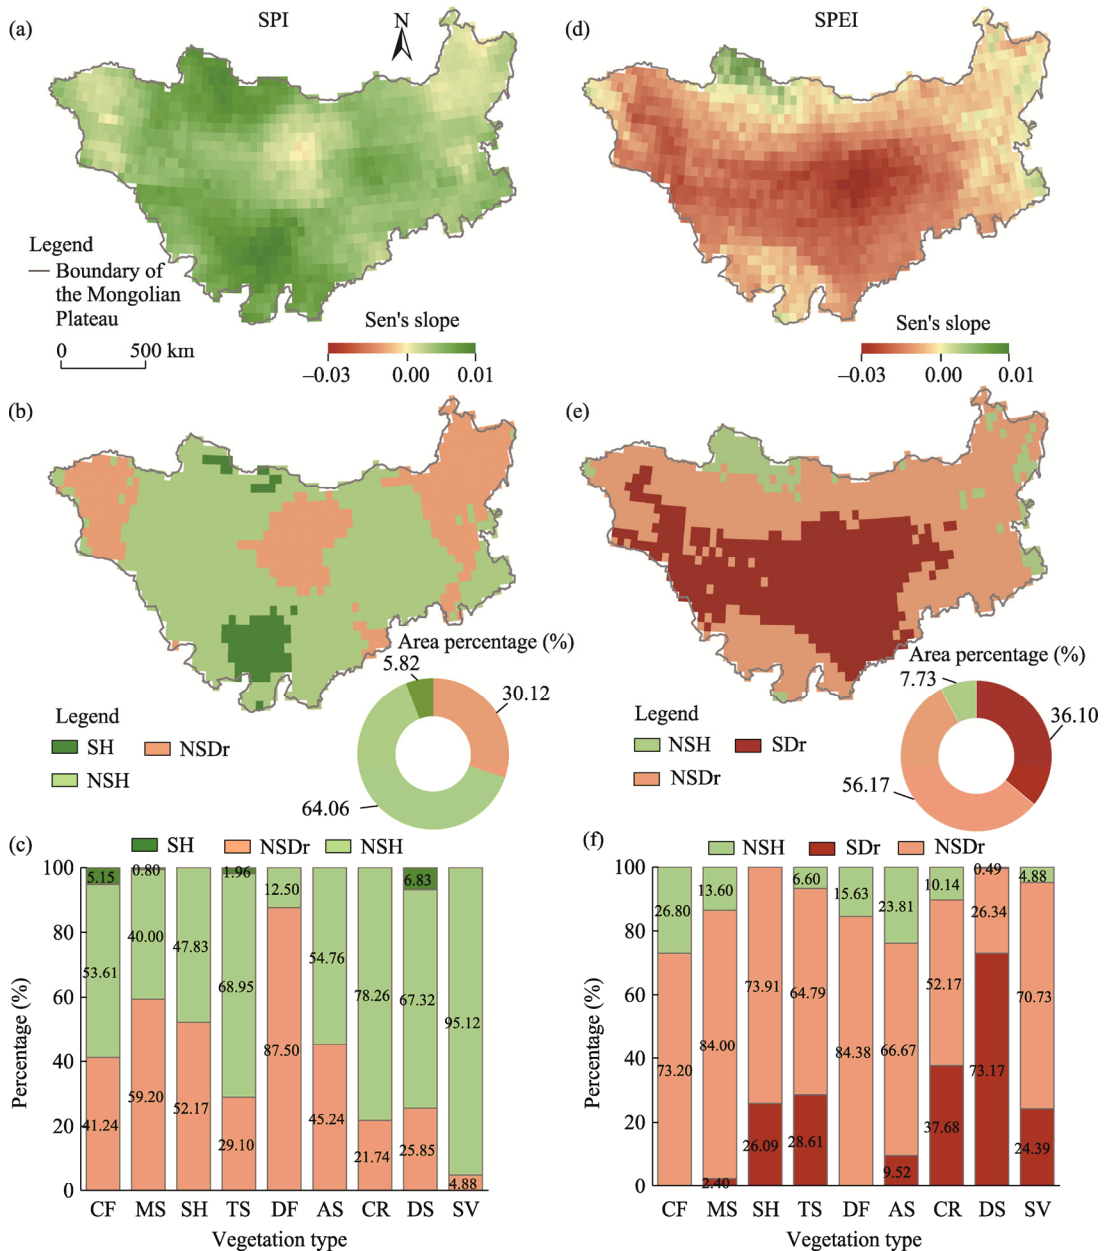 (a)
SPI
N
Legend
Boundary of
the Mongolian
Plateau
0
500 km
Sen's slope
–0.03
0.00
0.01
(d)
SPEI
Sen's slope
–0.03
0.00
0.01
(b)
Area percentage (%)
5.82
30.12
64.06
Legend
SH
NSDr
NSH
(e)
Area percentage (%)
7.73
36.10
56.17
Legend
NSH
SDr
NSDr
(c)
SH
NSDr
NSH
Percentage (%)
100
80
60
40
20
0
5.15
53.61
41.24
0.80
40.00
59.20
47.83
52.17
1.96
68.95
29.10
12.50
87.50
54.76
45.24
78.26
21.74
6.83
67.32
25.85
95.12
4.88
CF
MS
SH
TS
DF
AS
CR
DS
SV
Vegetation type
(f)
NSH
SDr
NSDr
Percentage (%)
100
80
60
40
20
0
26.80
73.20
13.60
84.00
2.40
73.91
26.09
6.60
64.79
28.61
15.63
84.38
23.81
66.67
9.52
10.14
52.17
37.68
0.49
26.34
73.17
4.88
70.73
24.39
CF
MS
SH
TS
DF
AS
CR
DS
SV
Vegetation type